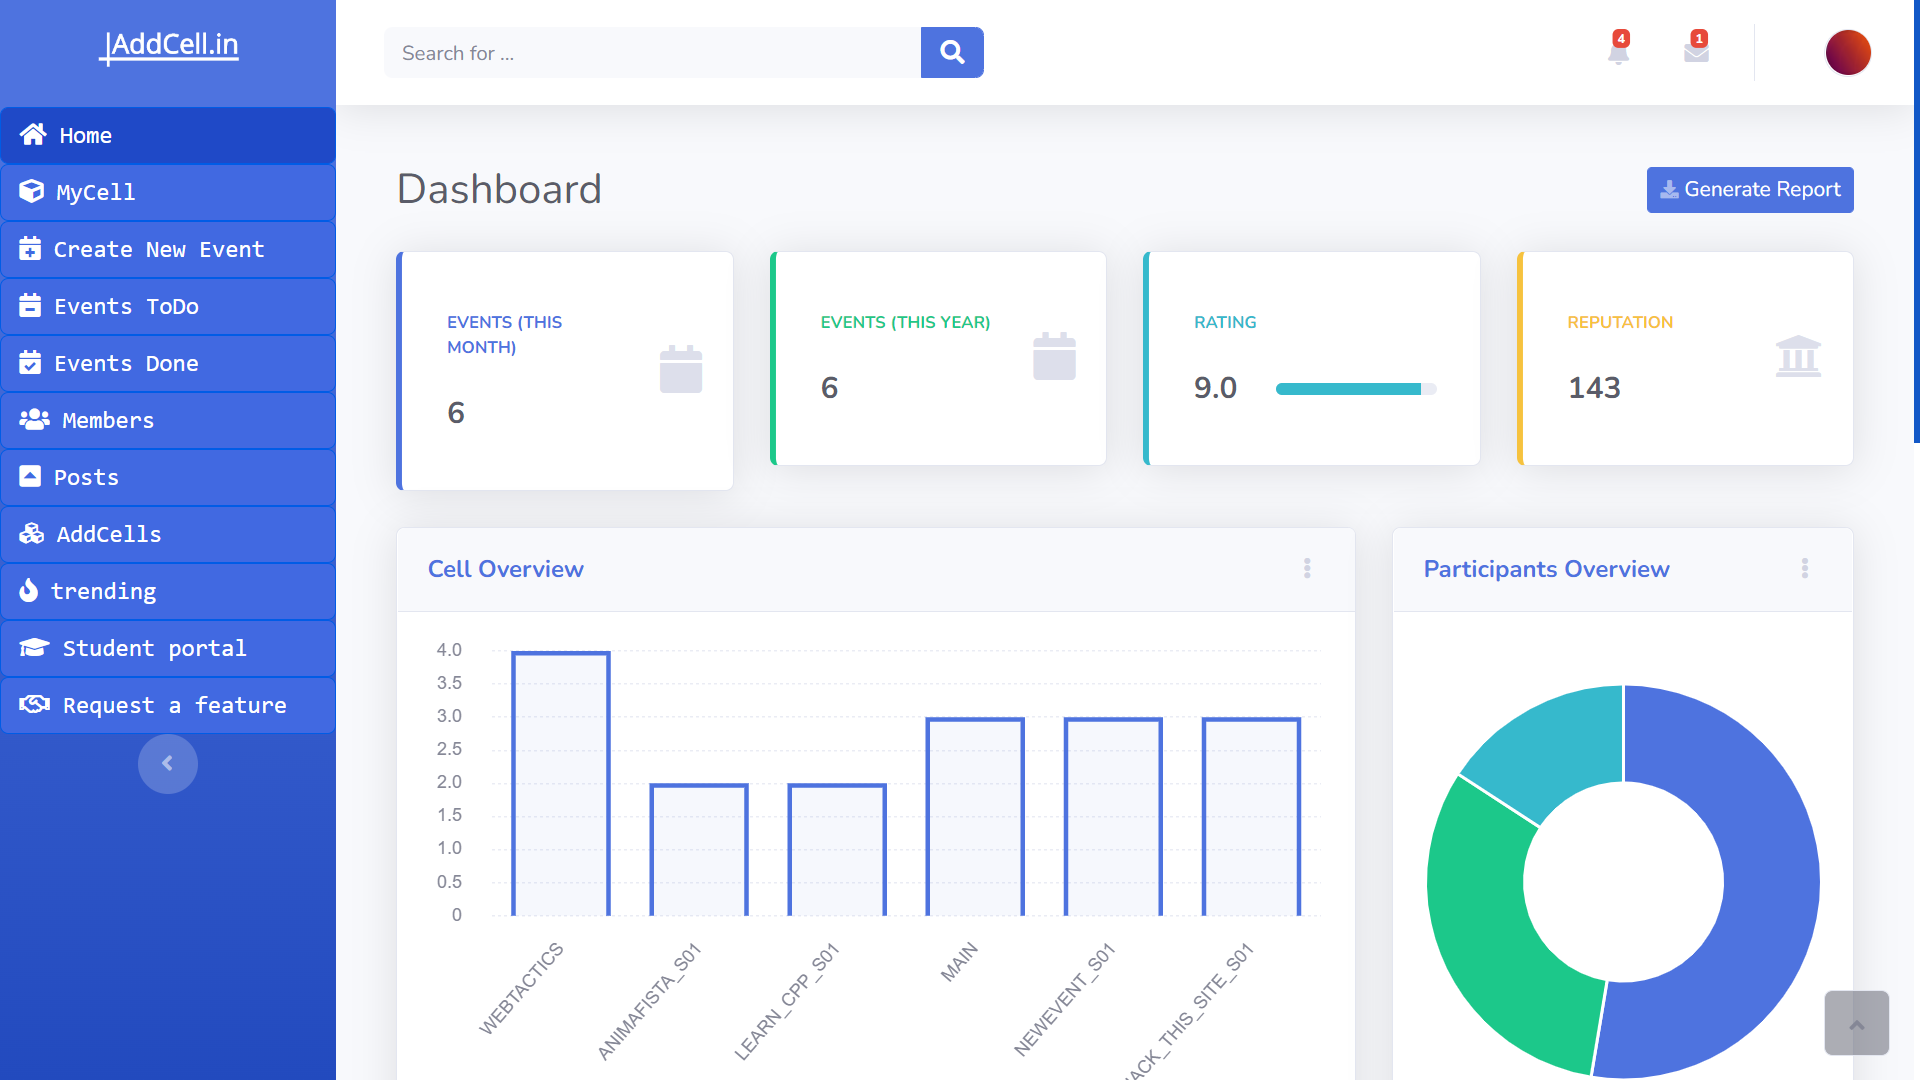 AddCell.in
Search for ...
4
1
Home
MyCell
Create New Event
Events ToDo
Events Done
Members
Posts
AddCells
trending
Student portal
Request a feature
Dashboard
Generate Report
EVENTS (THIS
MONTH)
6
EVENTS (THIS YEAR)
6
RATING
9.0
REPUTATION
143
Cell Overview
4.0
3.5
3.0
2.5
2.0
1.5
1.0
0.5
0
WEBTACTICS
ANIMAFISTA_S01
LEARN_CPP_S01
MAIN
NEWEVENT_S01
ACK_THIS_SITE_S01
Participants Overview